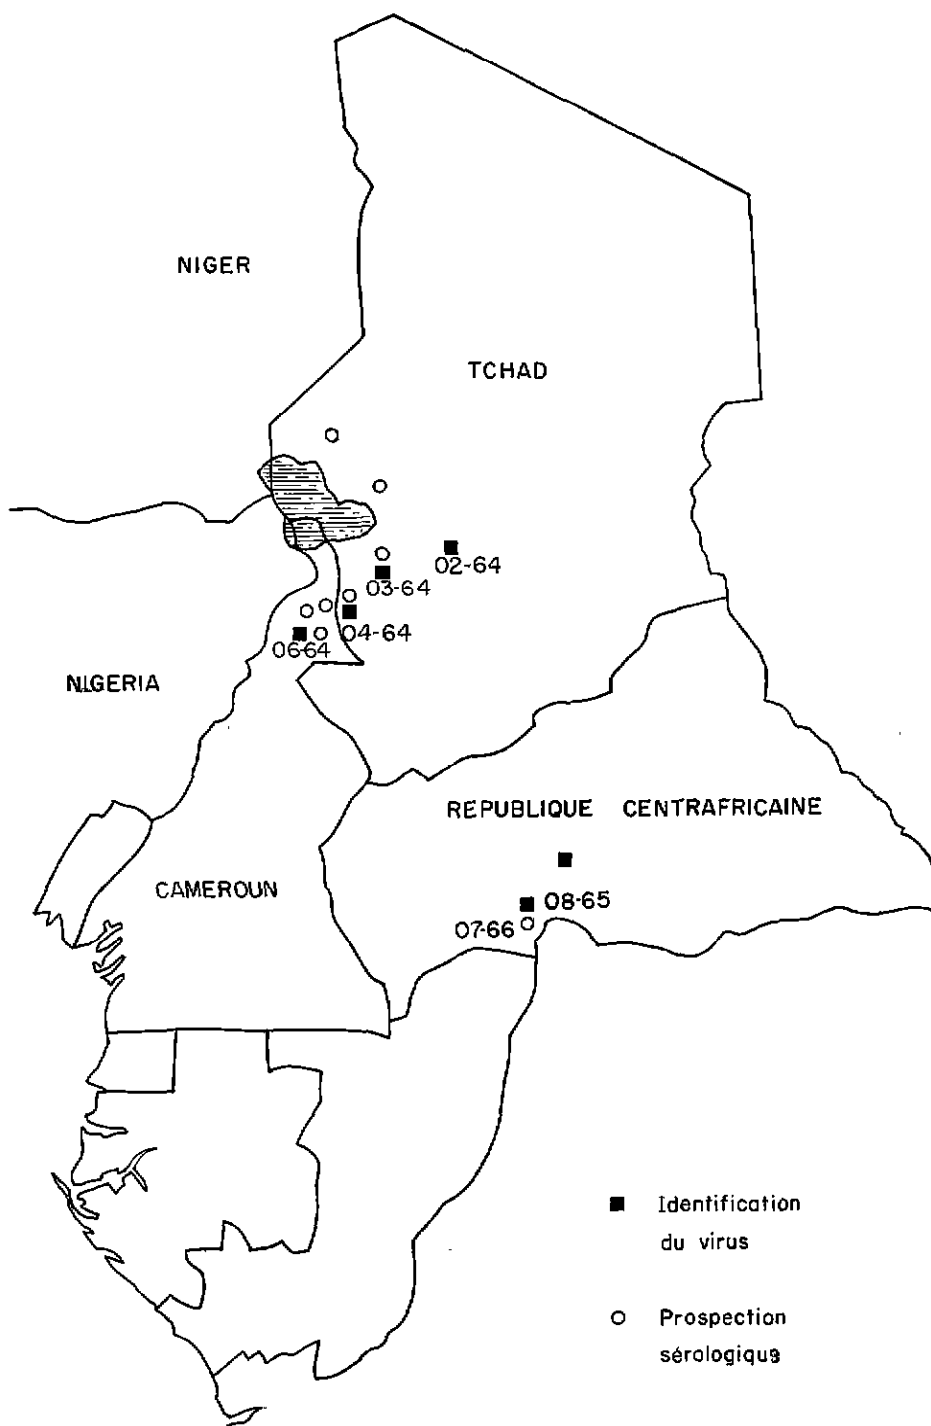 NIGER
TCHAD
02-64
03-64
04-64
06-64
NIGERIA
REPUBLIQUE CENTRAFRICAINE
CAMEROUN
08-65
07-66
Identification
du virus
Prospection
sérologique